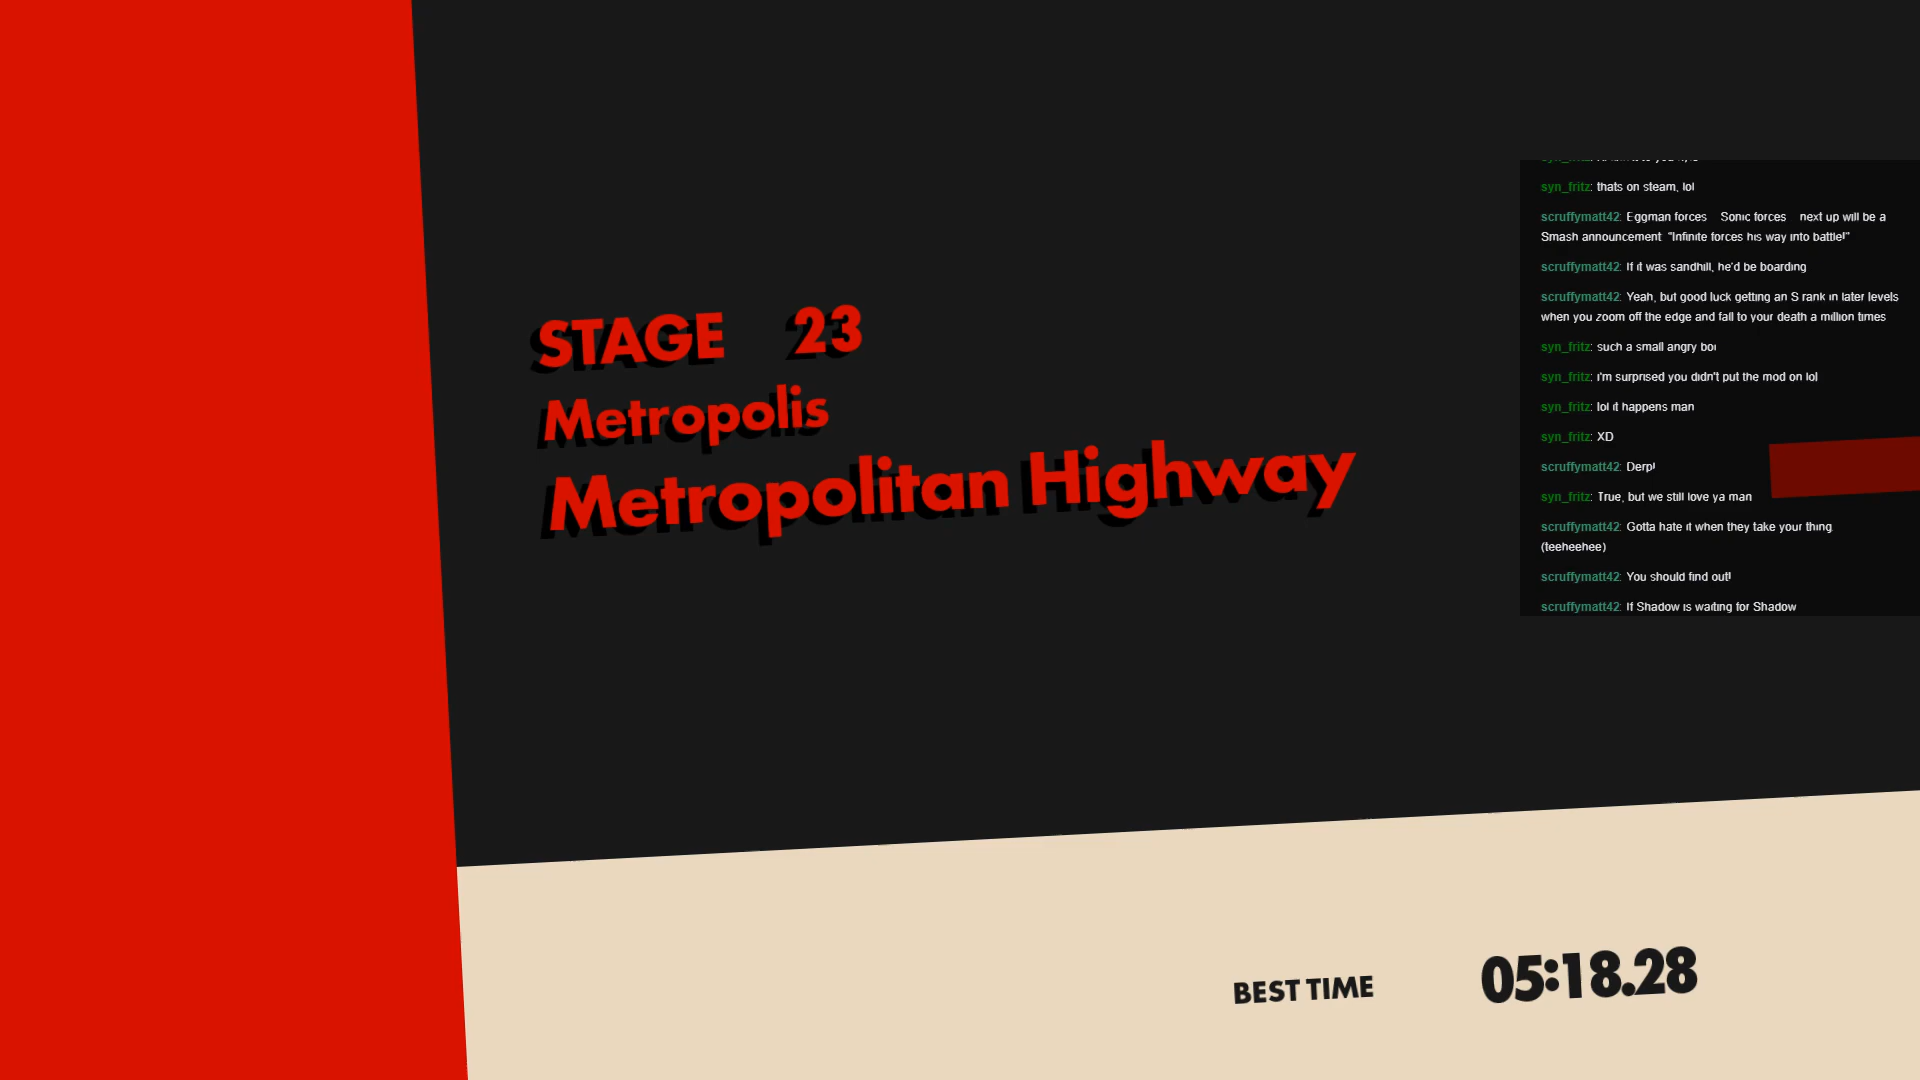 STAGE 23
Metropolis
Metropolitan Highway
syn_fritz: thats on steam, lol
scruffymatt42: Eggman forces Sonic forces next up will be a
Smash announcement "Infinite forces his way into battle!"
scruffymatt42: If it was sandhill, he'd be boarding
scruffymatt42: Yeah, but good luck getting an S rank in later levels
when you zoom off the edge and fall to your death a million times
syn_fritz: such a small angry boi
syn_fritz: i'm surprised you didn't put the mod on lol
syn_fritz: lol it happens man
syn_fritz: XD
scruffymatt42: Derp!
syn_fritz: True, but we still love ya man
scruffymatt42: Gotta hate it when they take your thing
(teeheehee)
scruffymatt42: You should find out!
scruffymatt42: If Shadow is waiting for Shadow
BEST TIME 05:18.28